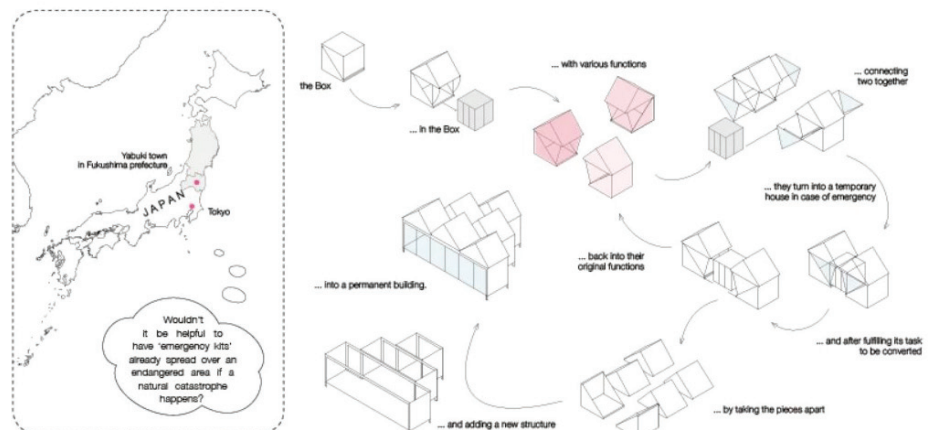 Yabuki town
in Fukushima prefecture
JAPAN
Tokyo
Wouldn't
it be helpful to
have 'emergency kits'
already spread over an
endangered area if a
natural catastrophe
happens?
the Box
... in the Box
... with various functions
... connecting
two together
... they turn into a temporary
house in case of emergency
... and after fulfilling its task
to be converted
... back into their
original functions
... by taking the pieces apart
... and adding a new structure
... into a permanent building.